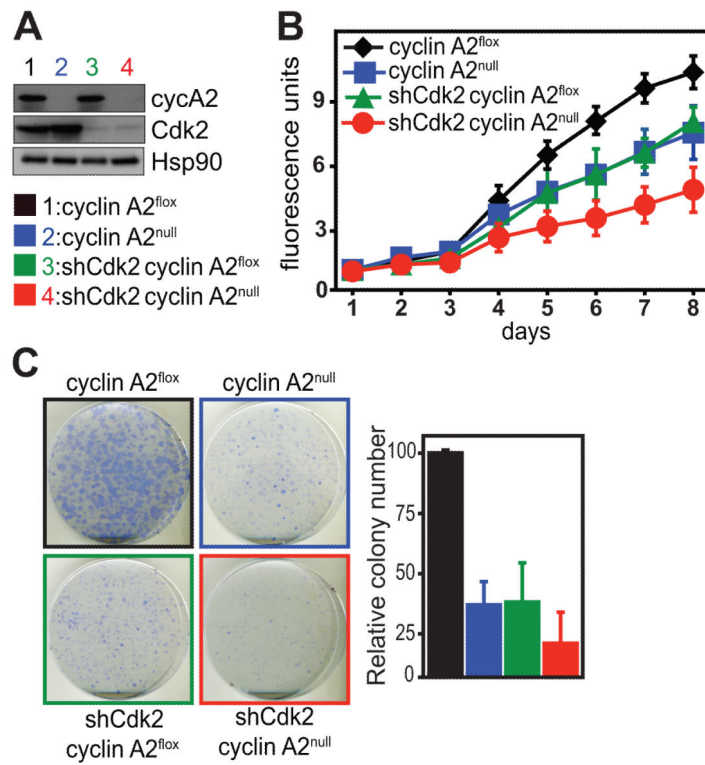 A
1 2 3 4
cycA2
Cdk2
Hsp90
1:cyclin A2flox
2:cyclin A2null
3:shCdk2 cyclin A2flox
4:shCdk2 cyclin A2null
B
fluorescence units
9
6
3
0
cyclin A2flox
cyclin A2null
shCdk2 cyclin A2flox
shCdk2 cyclin A2null
1 2 3 4 5 6 7 8
days
C
cyclin A2flox
cyclin A2null
shCdk2
cyclin A2flox
shCdk2
cyclin A2null
Relative colony number
100
75
50
25
0